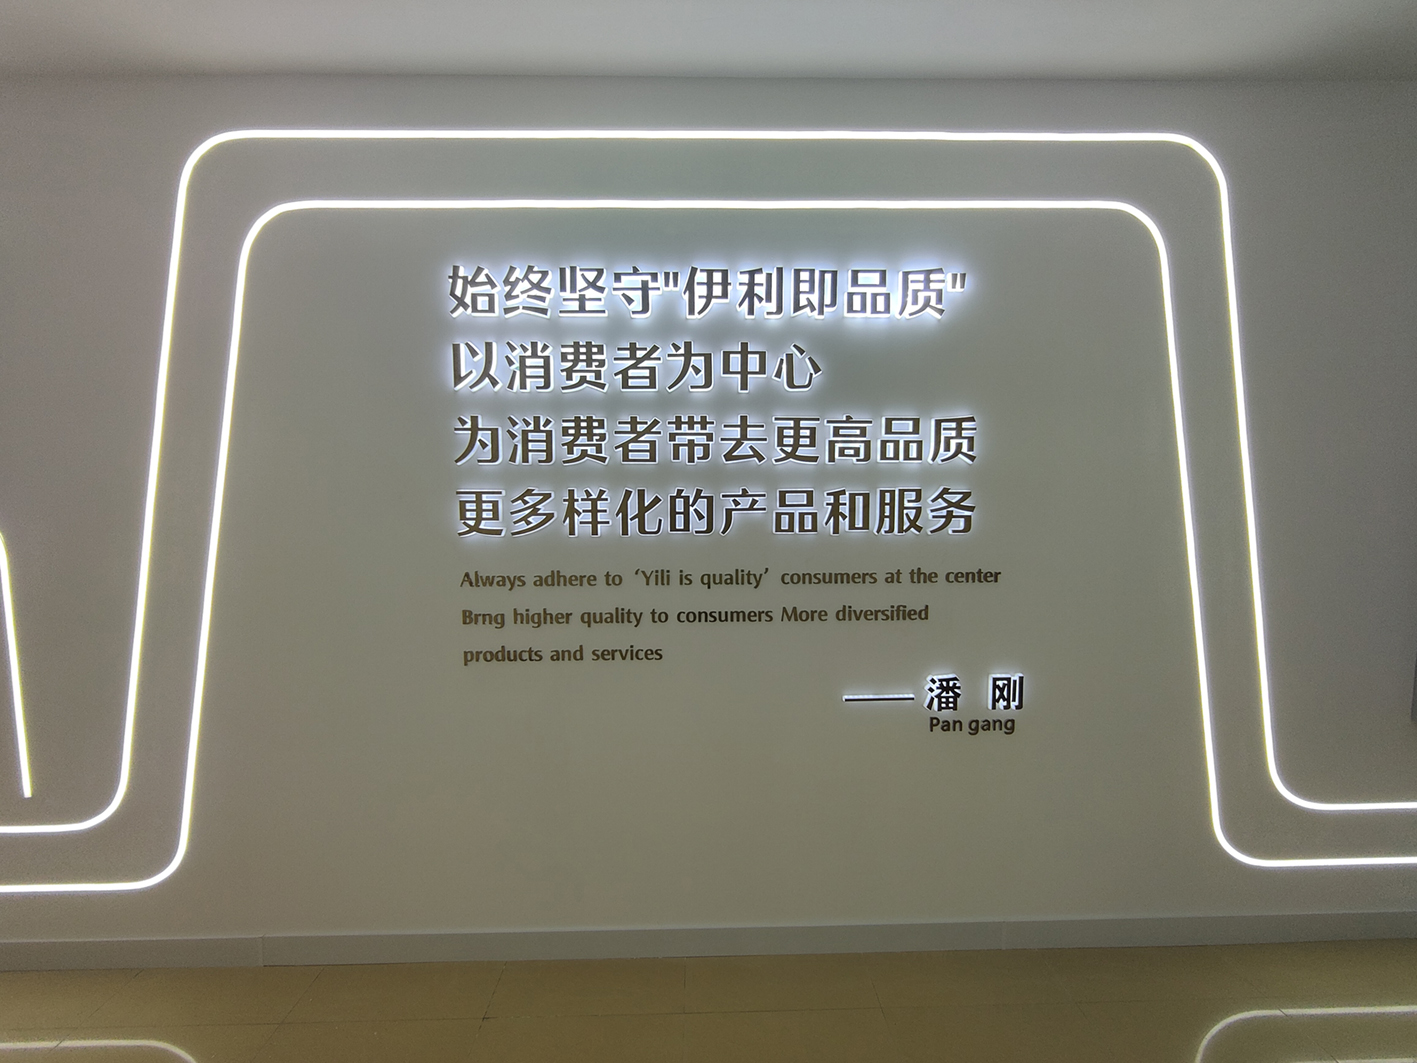 始终坚守"伊利即品质"
以消费者为中心
为消费者带去更高品质
更多样化的产品和服务
Always adhere to ‘Yili is quality’ consumers at the center
Brng higher quality to consumers More diversified
products and services
——潘 刚
Pan gang